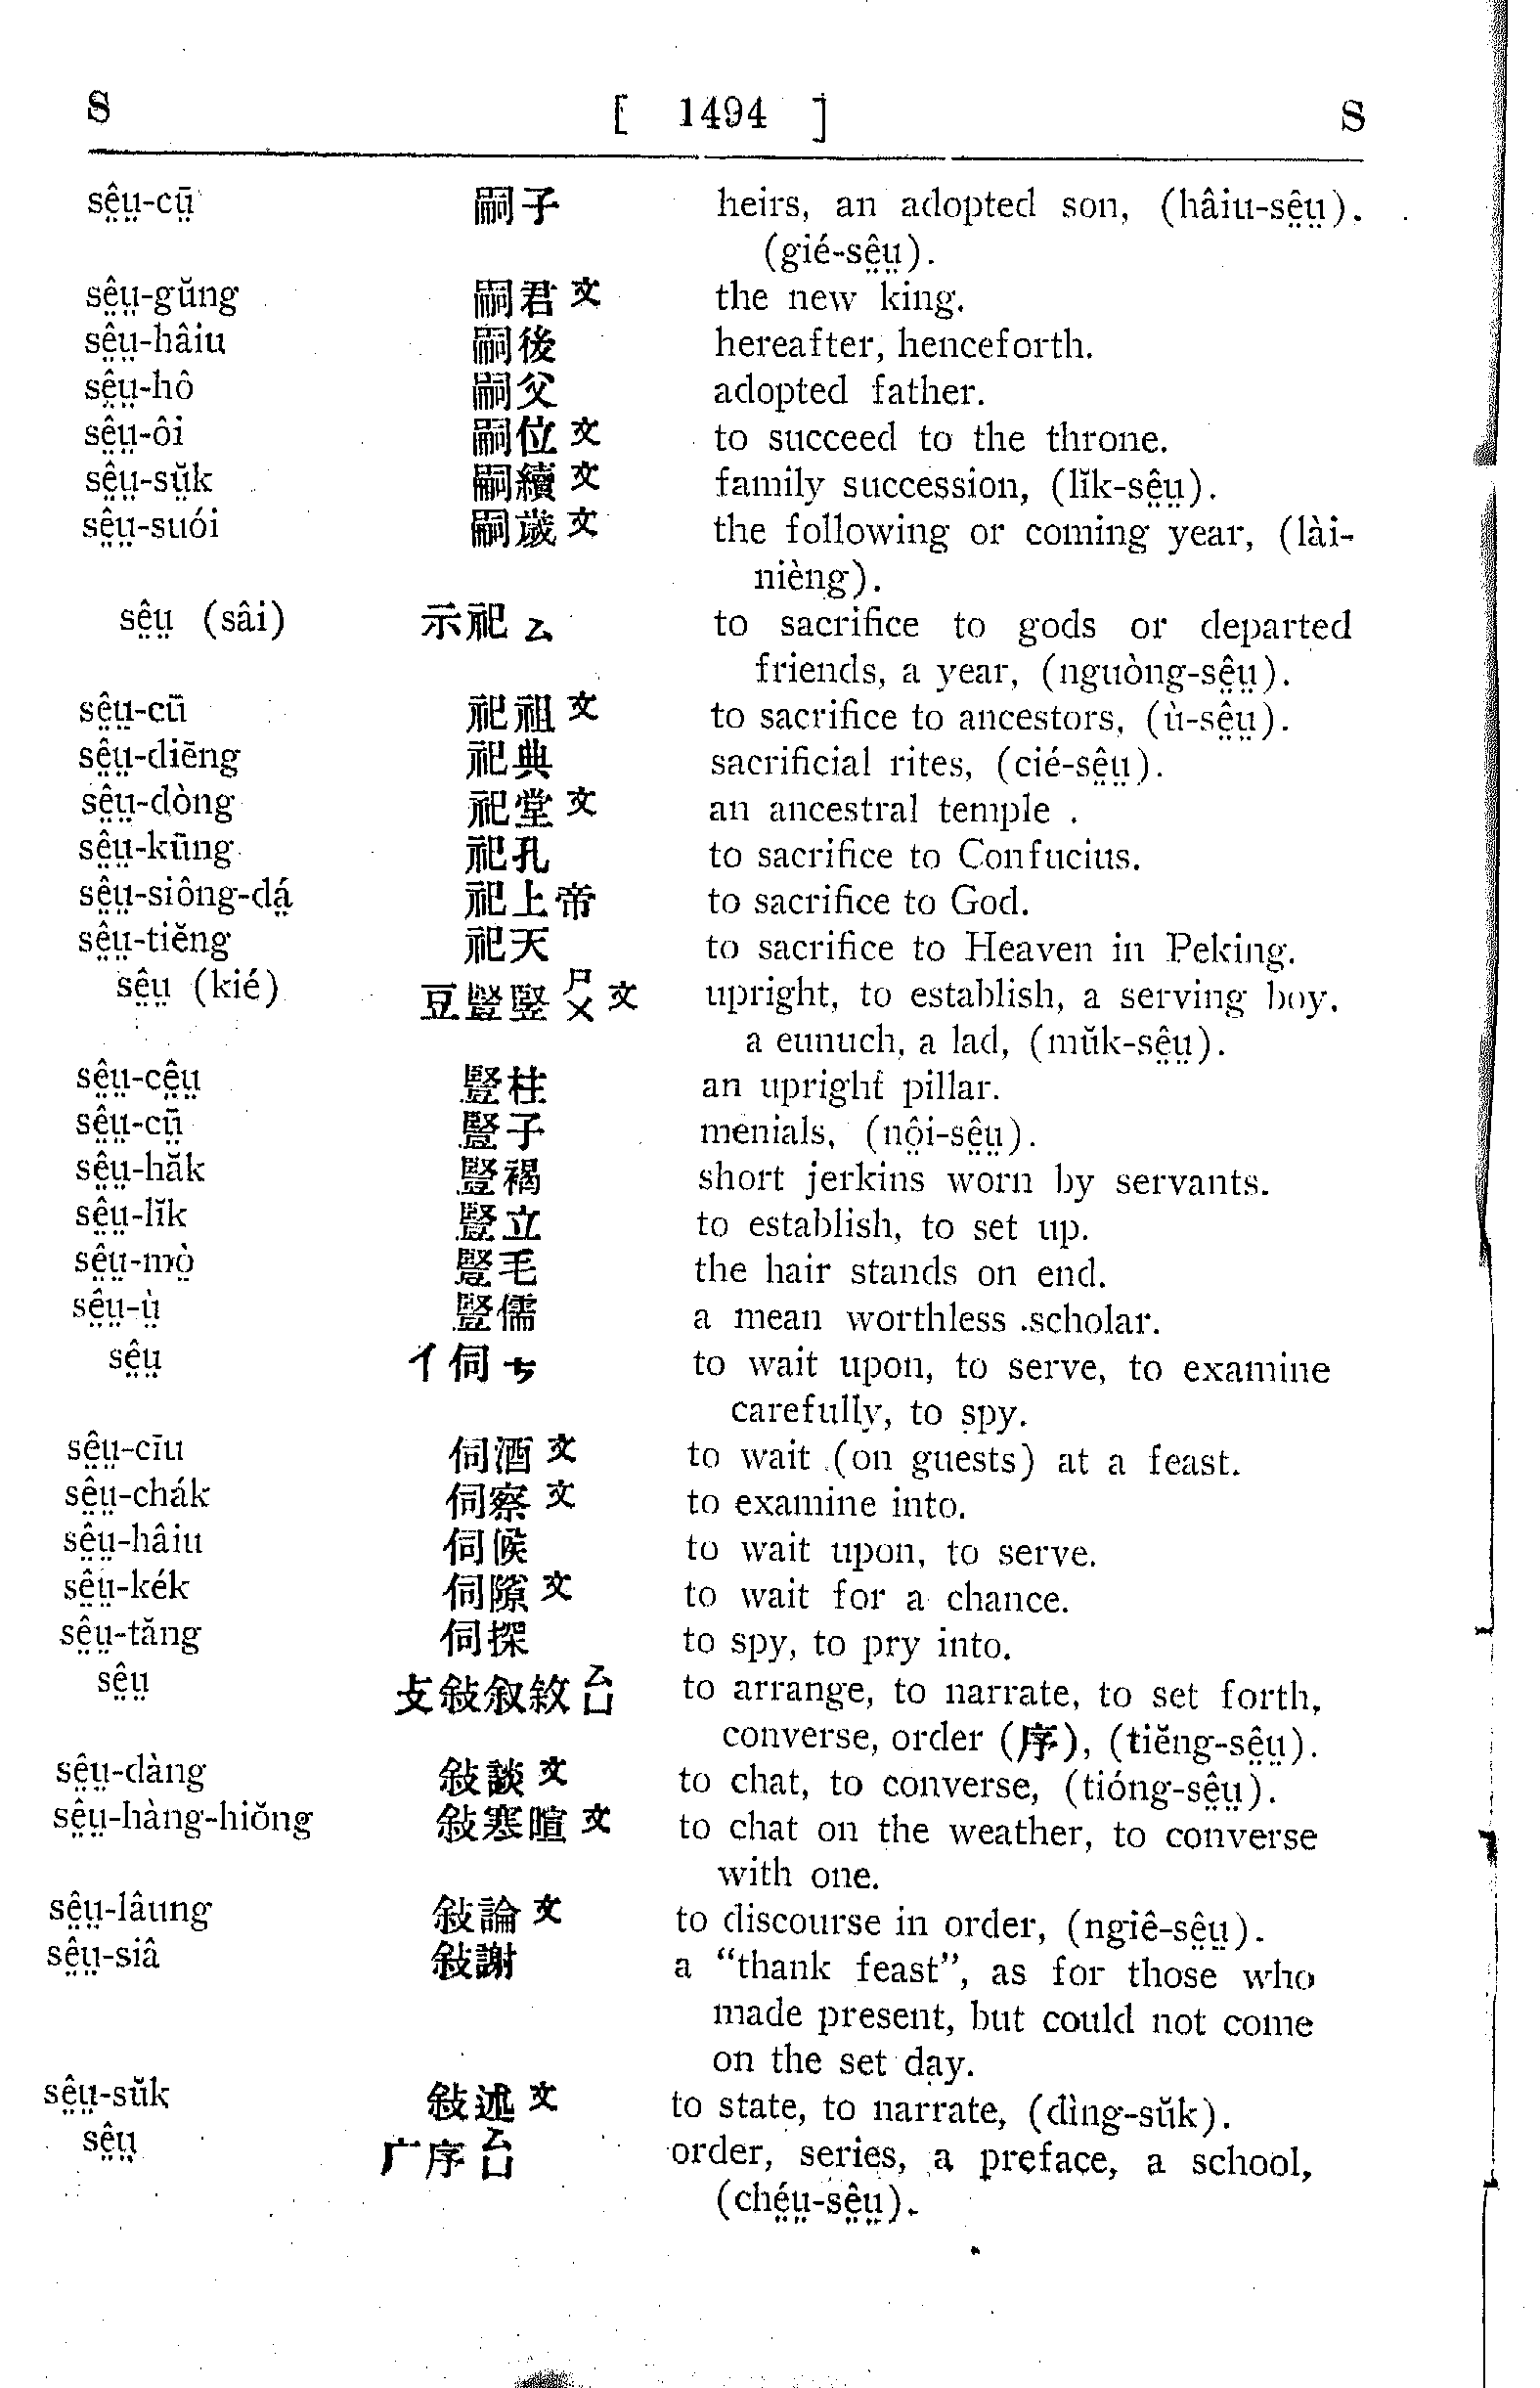 S [ 1494 ] S
sê̤ṳ-cṳ̄ 嗣子 heirs, an adopted son, (hâiu-sê̤ṳ).
(gié-sê̤ṳ).
sê̤ṳ-gŭng 嗣君文 the new king.
sê̤ṳ-hâiu 嗣後 hereafter, henceforth.
sê̤ṳ-hô 嗣父 adopted father.
sê̤ṳ-ôi 嗣位文 to succeed to the throne.
sê̤ṳ-sṳ̆k 嗣續文 family succession, (lĭk-sê̤ṳ).
sê̤ṳ-suói 嗣歲文 the following or coming year, (lài-
nièng).
sê̤ṳ (sâi) 示祀ㄙ to sacrifice to gods or departed
friends, a year, (nguòng-sê̤ṳ).
sê̤ṳ-cū 祀祖文 to sacrifice to ancestors, (ù-sê̤ṳ).
sê̤ṳ-diēng 祀典 sacrificial rites, (cié-sê̤ṳ).
sê̤ṳ-dòng 祀堂文 an ancestral temple .
sê̤ṳ-kūng 祀孔 to sacrifice to Confucius.
sê̤ṳ-siông-dá̤ 祀上帝 to sacrifice to God.
sê̤ṳ-tiĕng 祀天 to sacrifice to Heaven in Peking.
sê̤ṳ (kié) 豆豎竪ㄕㄨ文 upright, to establish, a serving boy,
a eunuch, a lad, (mŭk-sê̤ṳ).
sê̤ṳ-cê̤ṳ 豎柱 an upright pillar.
sê̤ṳ-cṳ̄ 豎子 menials, (nô̤i-sê̤ṳ).
sê̤ṳ-hăk 豎褐 short jerkins worn by servants.
sê̤ṳ-lĭk 豎立 to establish, to set up.
sê̤ṳ-mò̤ 豎毛 the hair stands on end.
sê̤ṳ-ṳ̀ 豎儒 a mean worthless .scholar.
sê̤ṳ 亻伺ㄘ to wait upon, to serve, to examine
carefully, to spy.
sê̤ṳ-cīu 伺酒文 to wait (on guests) at a feast.
sê̤ṳ-chák 伺察文 to examine into.
sê̤ṳ-hâiu 伺候 to wait upon, to serve.
sê̤ṳ-kék 伺隙文 to wait for a chance.
sê̤ṳ-tăng 伺探 to spy, to pry into.
sê̤ṳ 攴敍叙敘ㄙㄩ to arrange, to narrate, to set forth,
converse, order (序), (tiĕng-sê̤ṳ).
sê̤ṳ-dàng 敍談文 to chat, to converse, (tióng-sê̤ṳ).
sê̤ṳ-hàng-hiŏng 敍寒暄文 to chat on the weather, to converse
with one.
sê̤ṳ-lâung 敍論文 to discourse in order, (ngiê-sê̤ṳ).
sê̤ṳ-siâ 敍謝 a “thank feast”, as for those who
made present, but could not come
on the set day.
sê̤ṳ-sŭk 敍述文 to state, to narrate, (dìng-sŭk).
sê̤ṳ 广序ㄙㄩ order, series, a preface, a school,
(ché̤ṳ-sê̤ṳ).